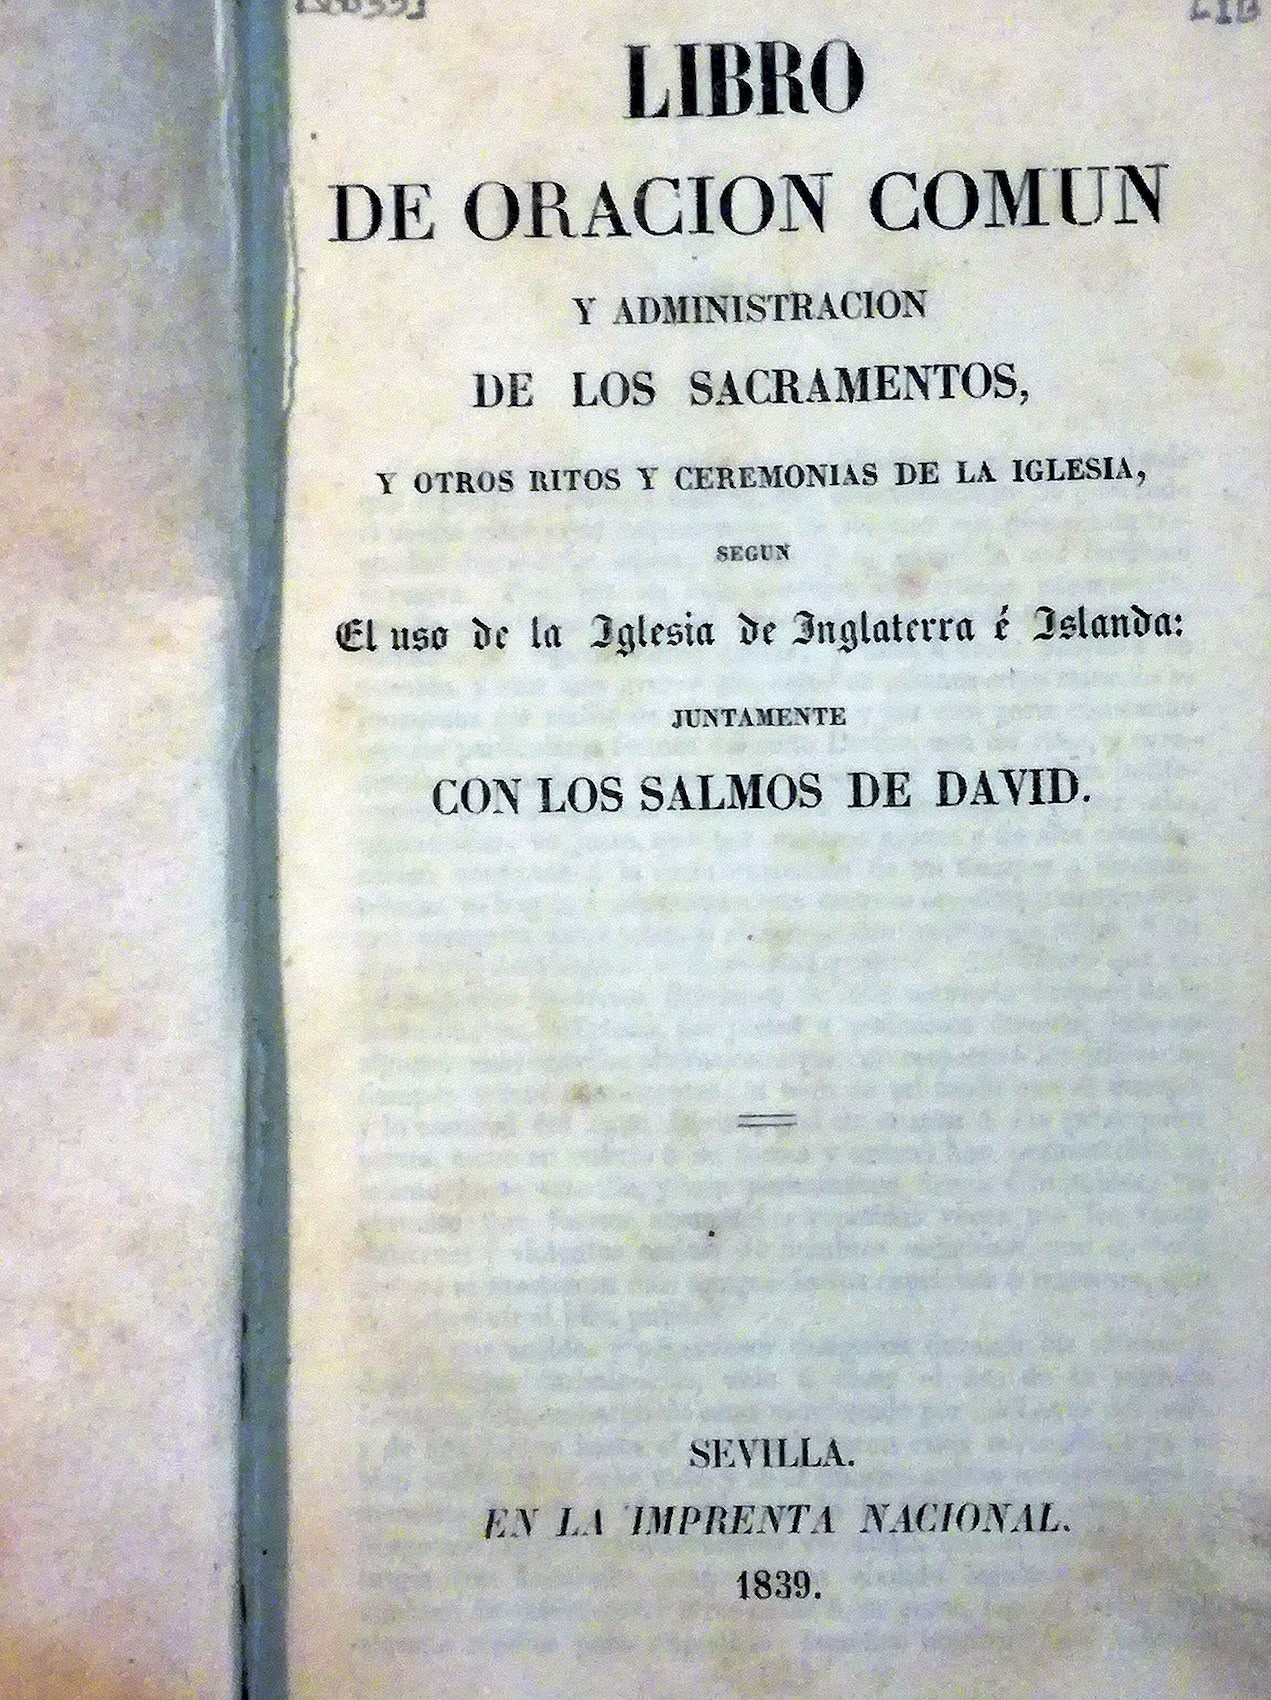 LIBRO
DE ORACION COMUN
Y ADMINISTRACION
DE LOS SACRAMENTOS,
Y OTROS RITOS Y CEREMONIAS DE LA IGLESIA,
SEGUN
El uso de la Iglesia de Inglaterra é Islanda:
JUNTAMENTE
CON LOS SALMOS DE DAVID.
SEVILLA.
EN LA IMPRENTA NACIONAL.
1839.